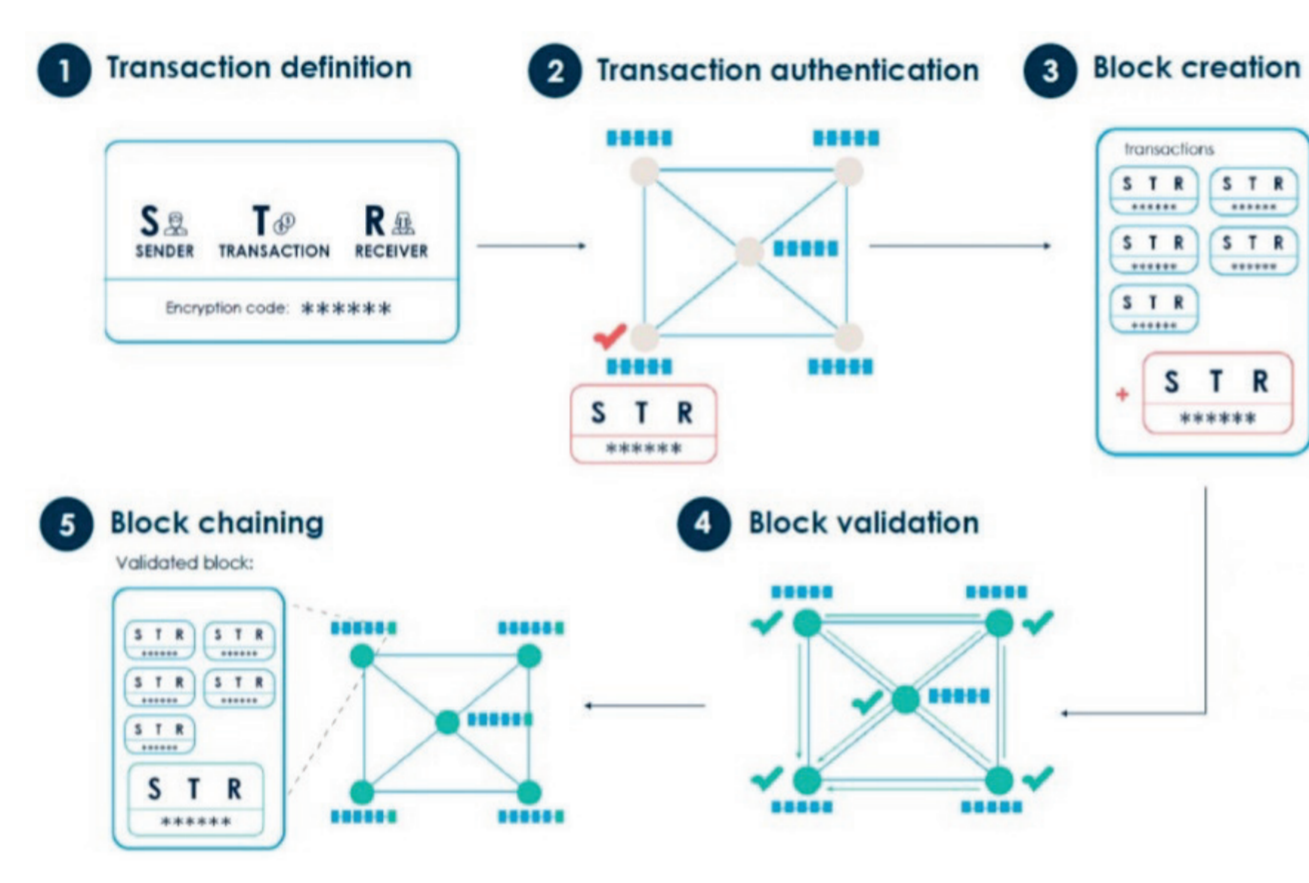 1 Transaction definition
2 Transaction authentication
3 Block creation
S T R
SENDER TRANSACTION RECEIVER
Encryption code: ******
S T R
******
transactions
S T R S T R
****** ******
S T R S T R
****** ******
S T R
******
+ S T R
******
5 Block chaining
Validated block:
S T R S T R
****** ******
S T R S T R
****** ******
S T R
******
S T R
******
4 Block validation